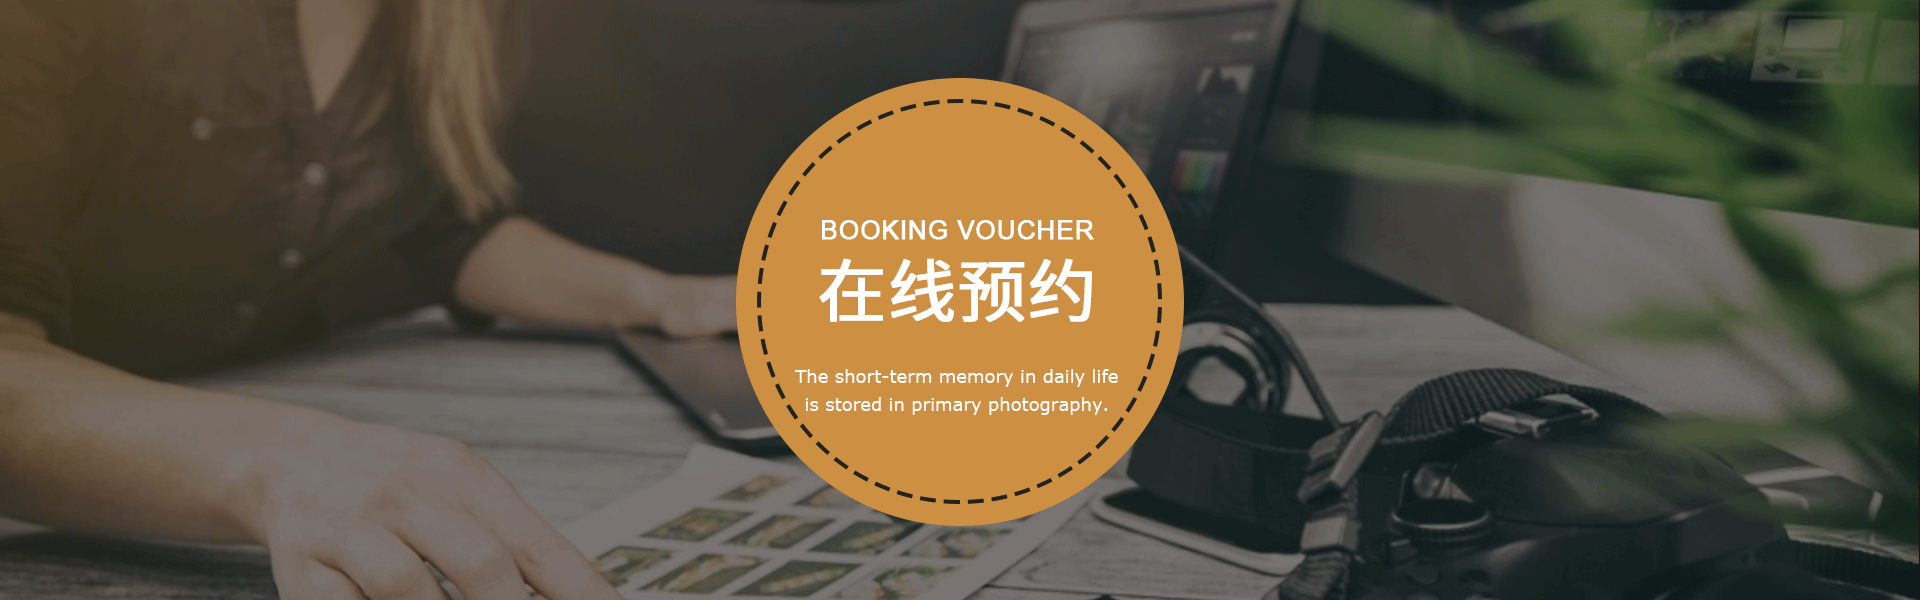 BOOKING VOUCHER
在线预约
The short-term memory in daily life
is stored in primary photography.